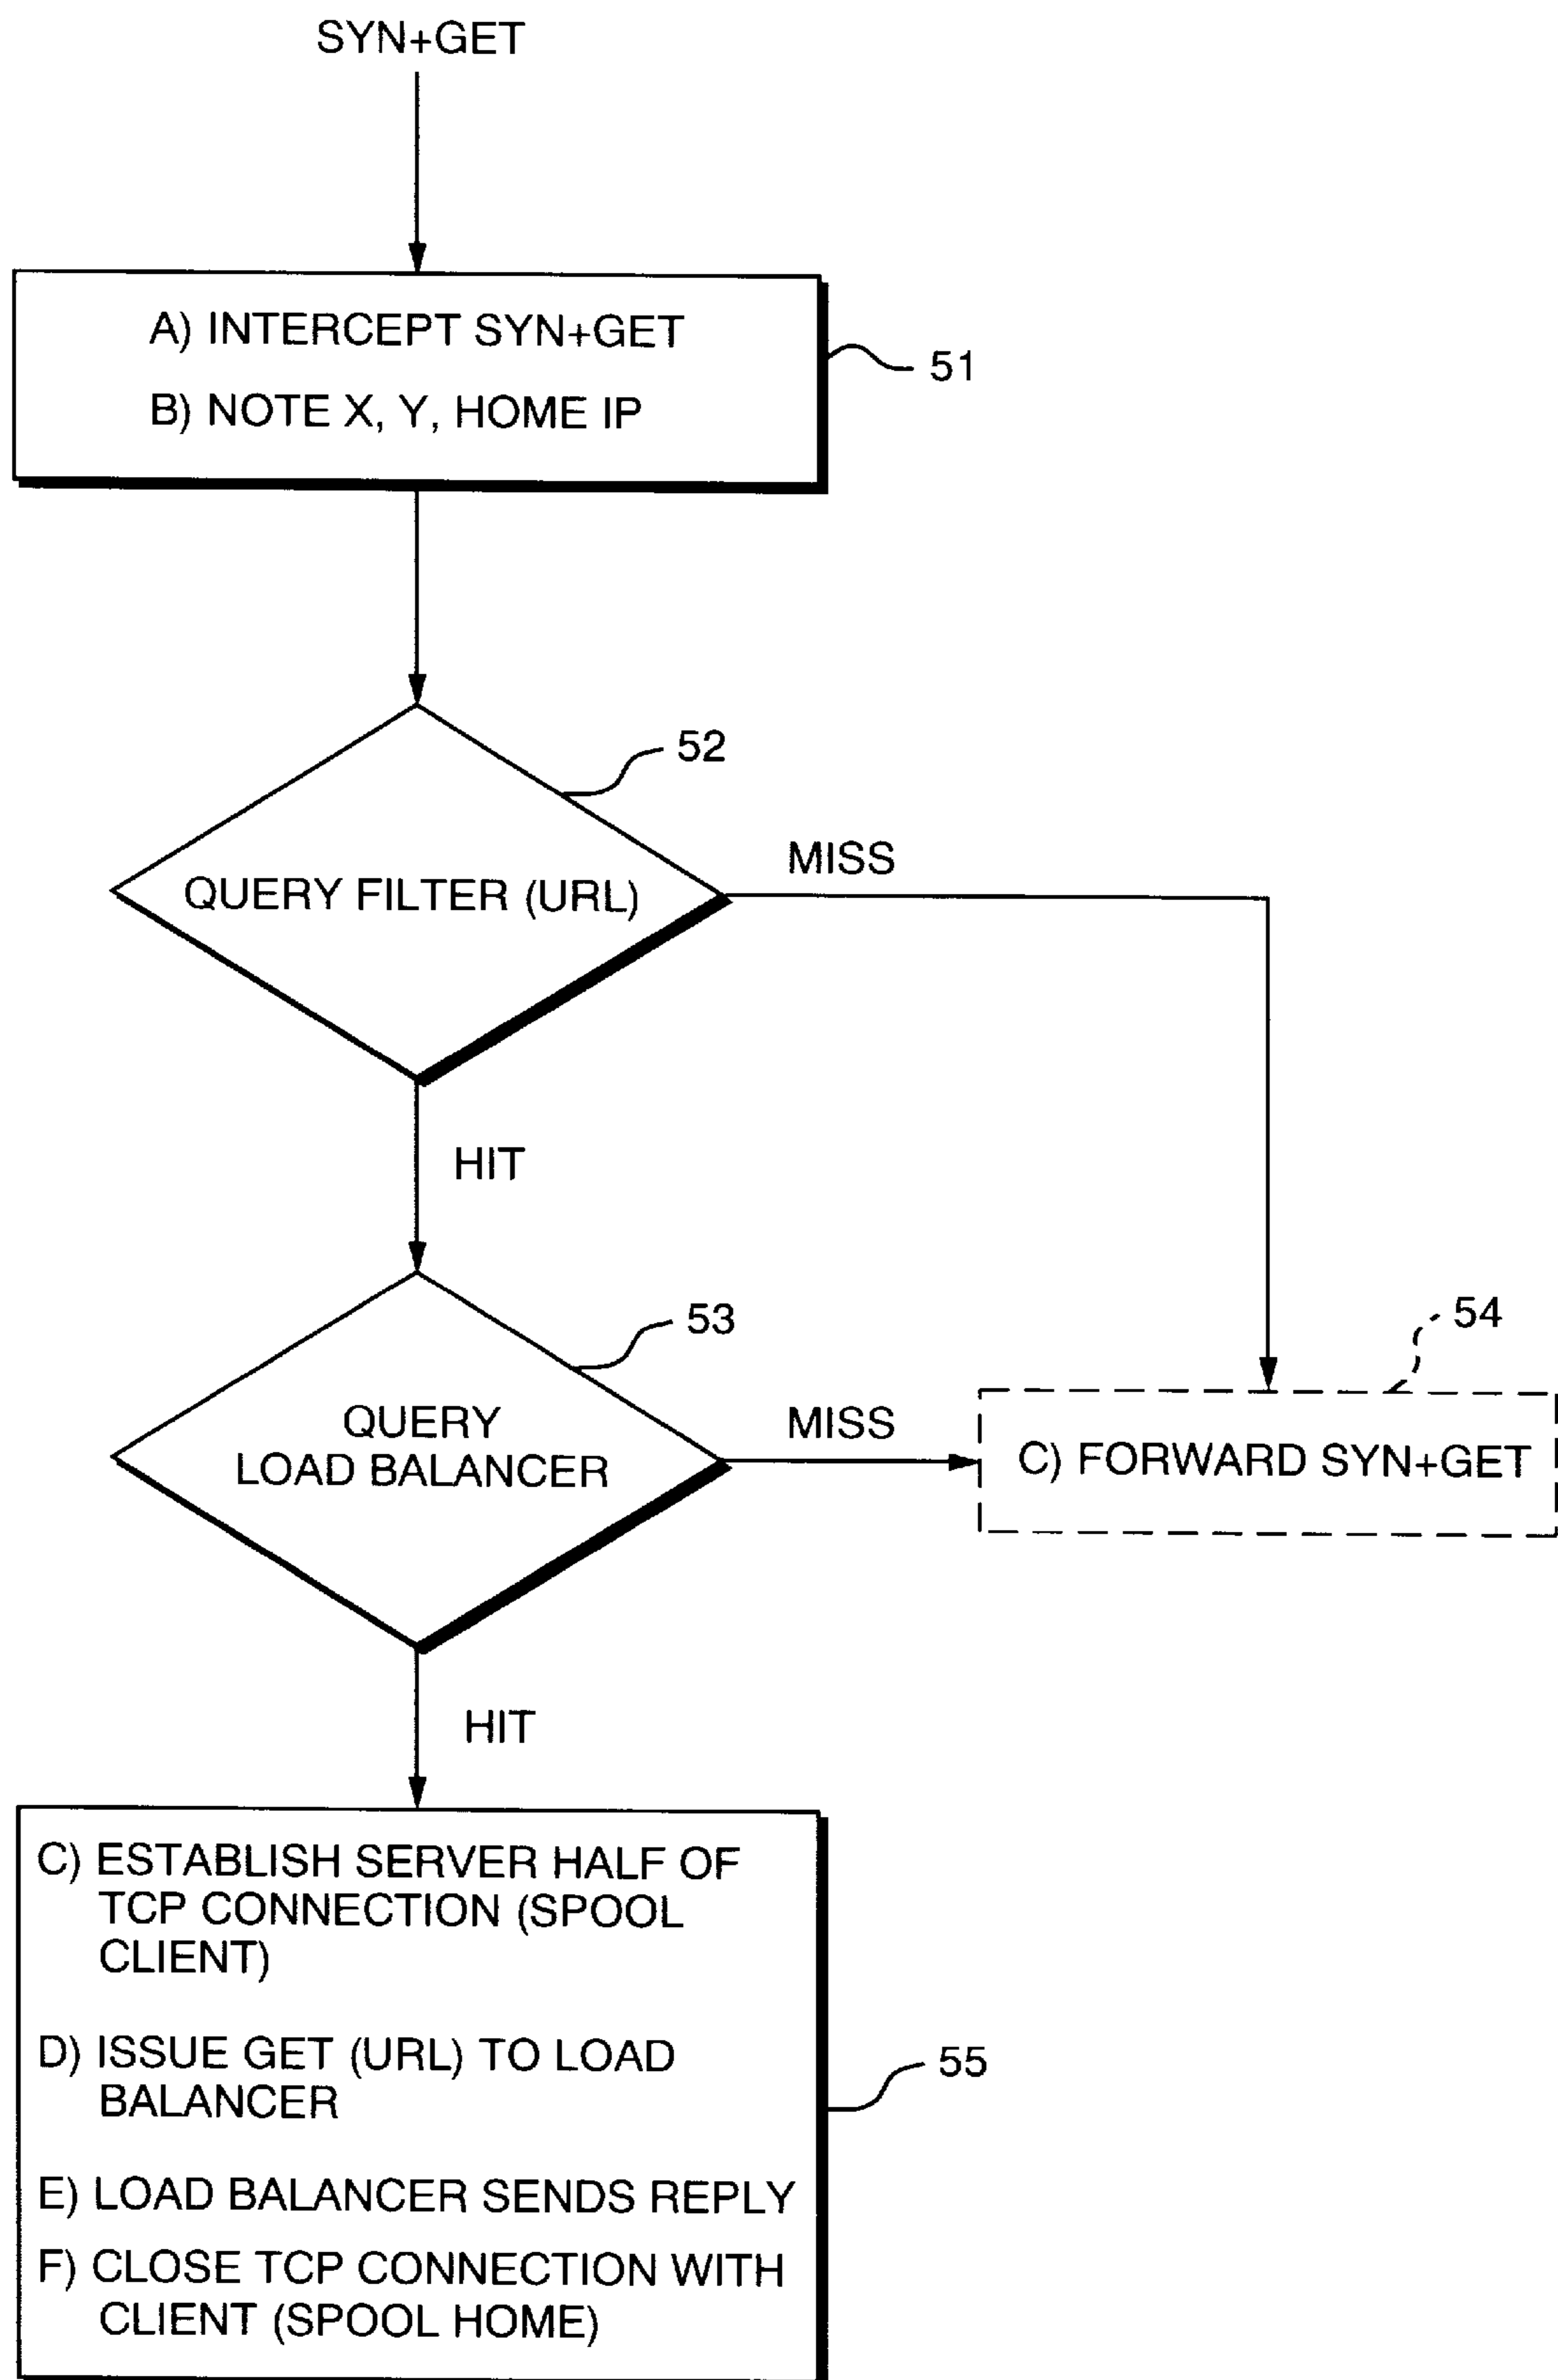 SYN+GET
A) INTERCEPT SYN+GET
51
B) NOTE X, Y, HOME IP
52
MISS
QUERY FILTER (URL)
HIT
53
54
QUERY
LOAD BALANCER
MISS
C) FORWARD SYN+GET
HIT
C) ESTABLISH SERVER HALF OF
TCP CONNECTION (SPOOL
CLIENT)
D) ISSUE GET (URL) TO LOAD
BALANCER
55
E) LOAD BALANCER SENDS REPLY
F) CLOSE TCP CONNECTION WITH
CLIENT (SPOOL HOME)